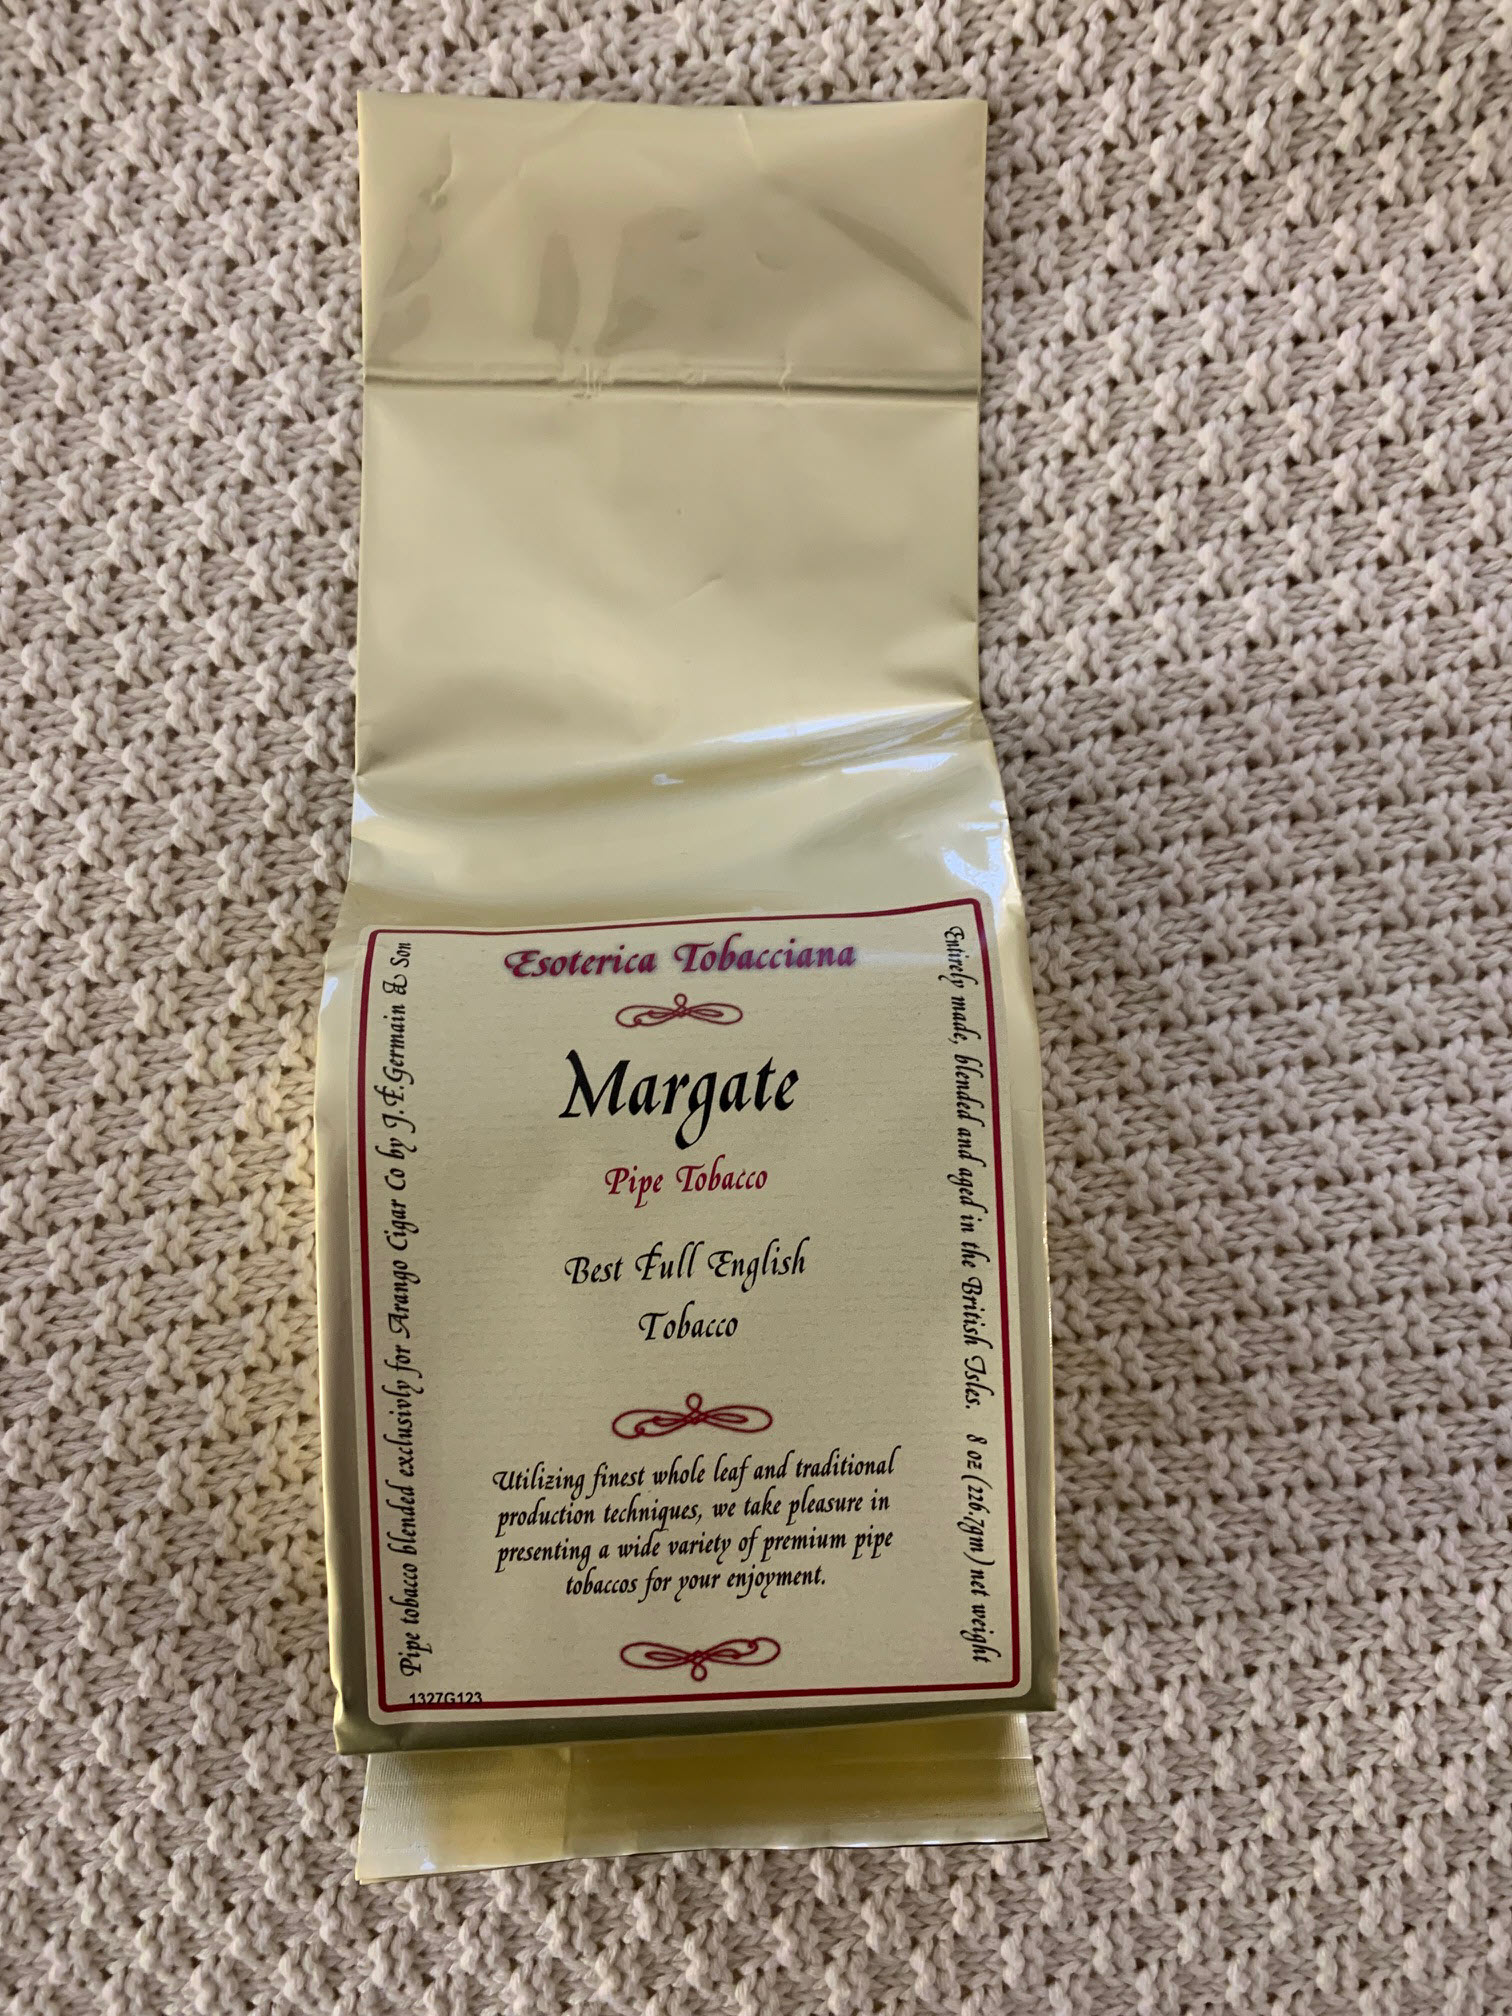 Esoterica Tobacciana
Margate
Pipe Tobacco
Best Full English
Tobacco
Utilizing finest whole leaf and traditional
production techniques, we take pleasure in
presenting a wide variety of premium pipe
tobaccos for your enjoyment.
Pipe tobacco blended exclusivly for Arango Cigar Co by J.F.Germain & Son
Entirely made, blended and aged in the British Isles. 8 oz (226.7gm) net weight
1327G123